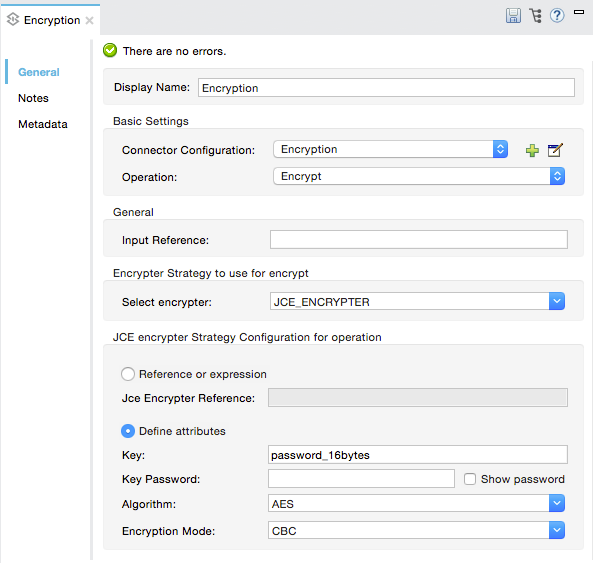 Encryption
There are no errors.
General
Notes
Metadata
Display Name: Encryption
Basic Settings
Connector Configuration: Encryption
Operation: Encrypt
General
Input Reference:
Encrypter Strategy to use for encrypt
Select encrypter: JCE_ENCRYPTER
JCE encrypter Strategy Configuration for operation
Reference or expression
Jce Encrypter Reference:
Define attributes
Key: password_16bytes
Key Password: Show password
Algorithm: AES
Encryption Mode: CBC